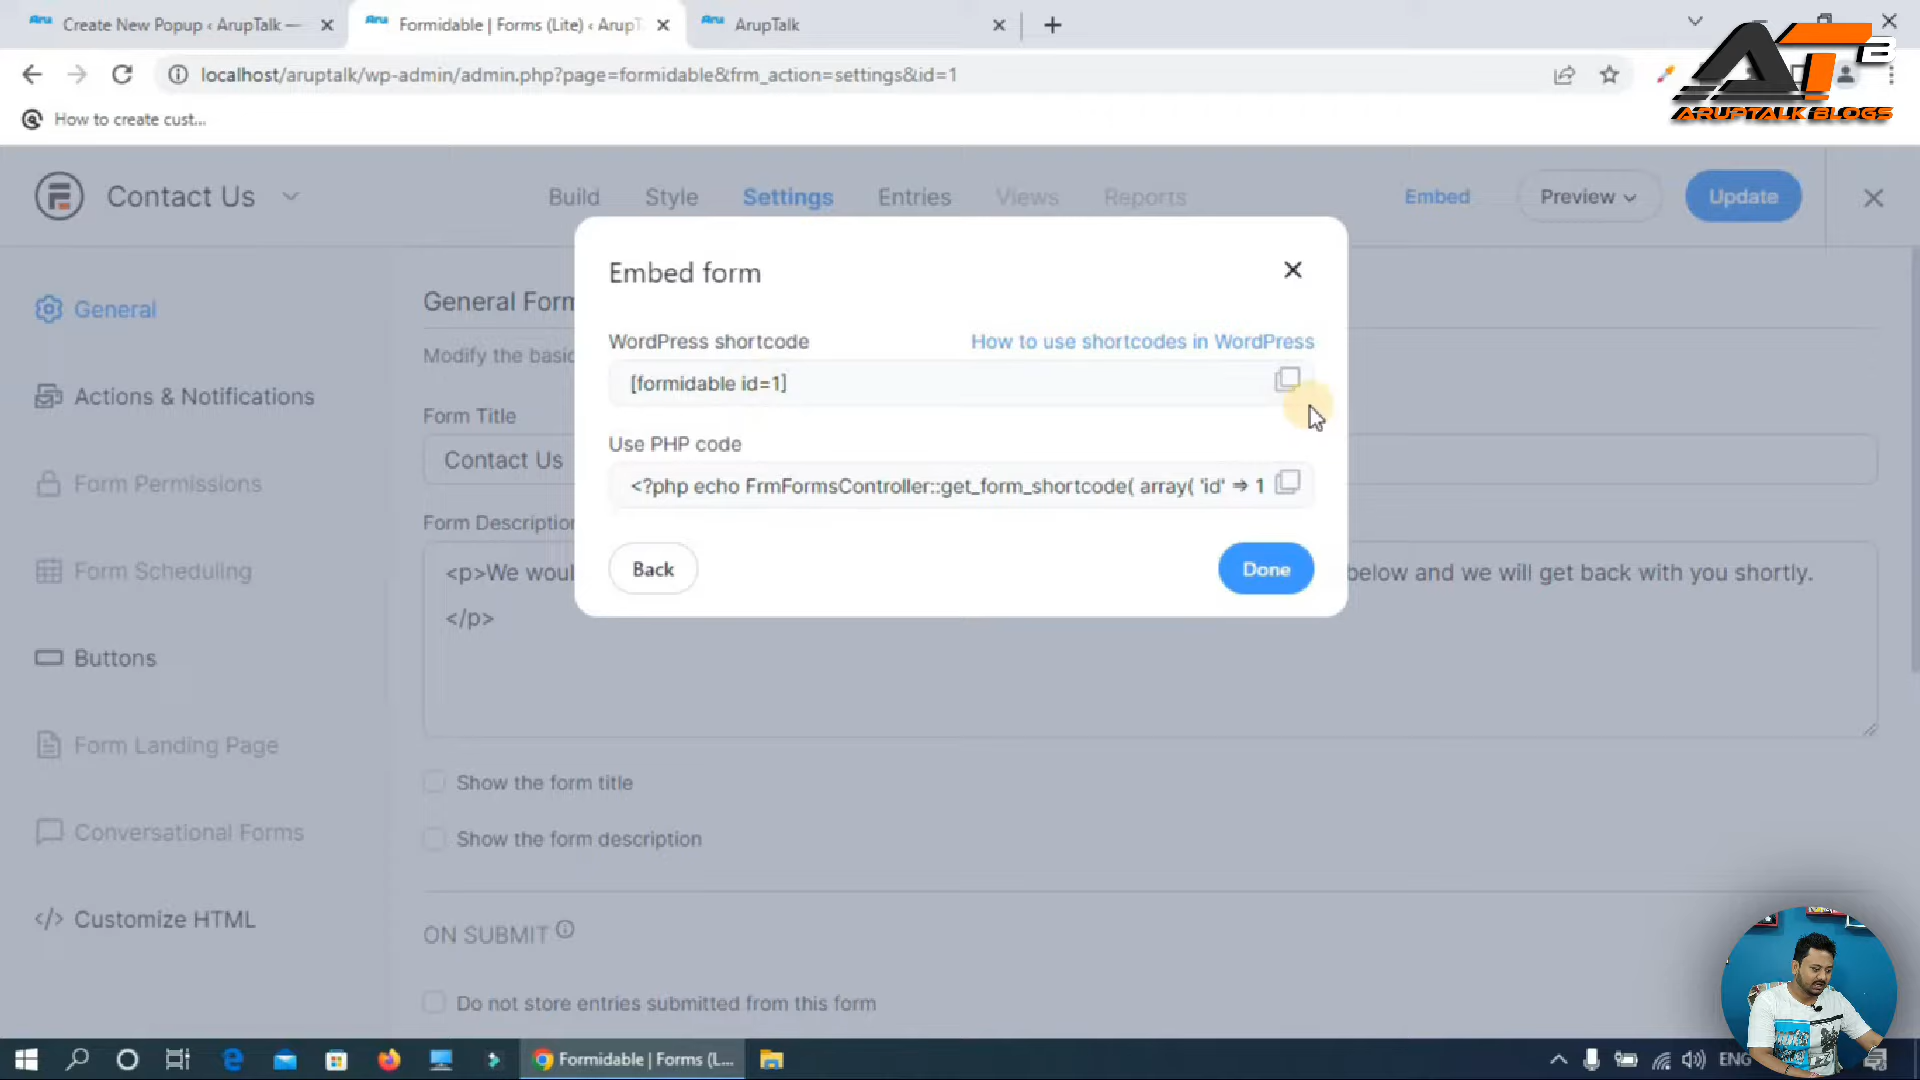 Create New Popup ‹ ArupTalk —
Formidable | Forms (Lite) ‹ Arup
ArupTalk
localhost/aruptalk/wp-admin/admin.php?page=formidable&frm_action=settings&id=1
How to create cust...
ATB
ARUPTALK BLOGS
Contact Us
Build
Style
Settings
Entries
Views
Reports
Embed
Preview
Update
General
Actions & Notifications
Form Permissions
Form Scheduling
Buttons
Form Landing Page
Conversational Forms
Customize HTML
General Form
Modify the basic
Form Title
Contact Us
Form Description
<p>We woul
below and we will get back with you shortly.
</p>
Show the form title
Show the form description
ON SUBMIT
Do not store entries submitted from this form
Embed form
WordPress shortcode
How to use shortcodes in WordPress
[formidable id=1]
Use PHP code
<?php echo FrmFormsController::get_form_shortcode( array( 'id' => 1
Back
Done
Formidable | Forms (L...
ENG